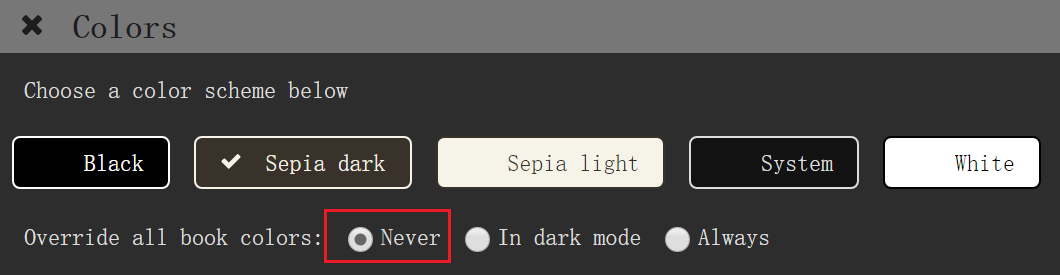 Colors
Choose a color scheme below
Black Sepia dark Sepia light System White
Override all book colors: Never In dark mode Always